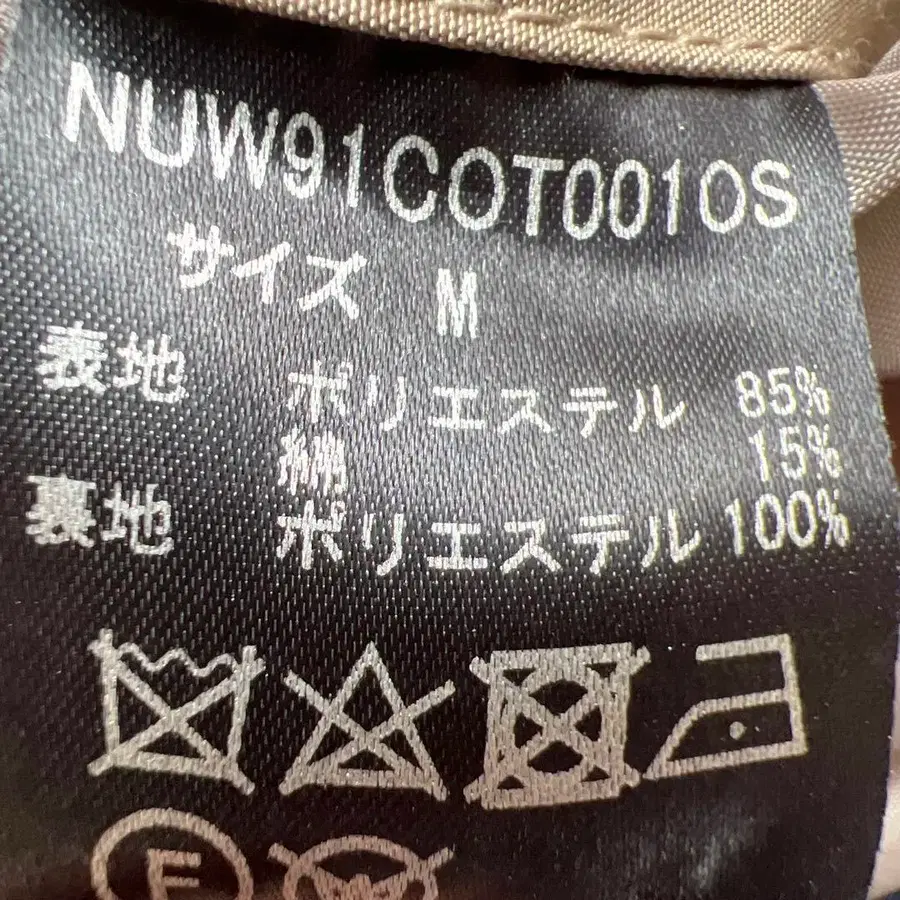 NUW91COT0010S
サイズ M
表地 ポリエステル 85%
綿 15%
裏地 ポリエステル 100%
F